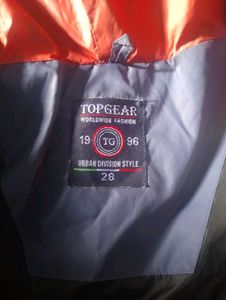 TOPGEAR
WORLDWIDE FASHION
19 TG 96
URBAN DIVISION STYLE
28